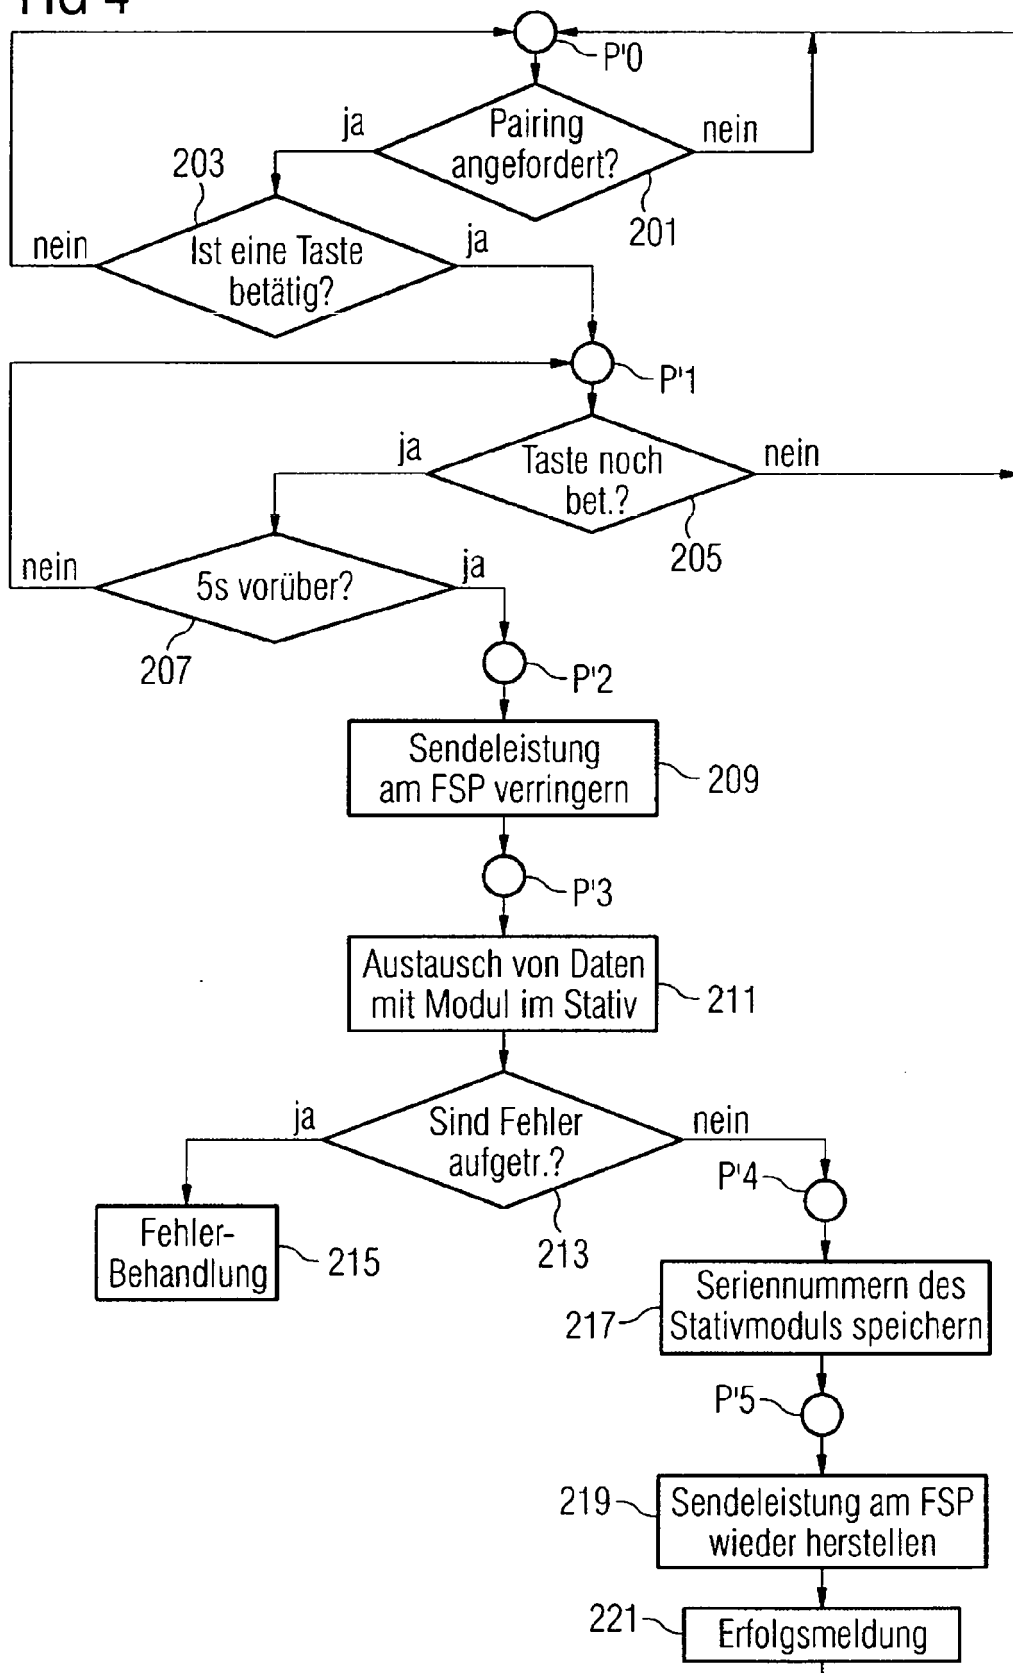 FIG 4
P'0
ja
Pairing
angefordert?
nein
201
203
nein
Ist eine Taste
betätig?
ja
P'1
ja
Taste noch
bet.?
nein
205
nein
5s vorüber?
ja
207
P'2
Sendeleistung
am FSP verringern
209
P'3
Austausch von Daten
mit Modul im Stativ
211
ja
Sind Fehler
aufgetr.?
nein
213
P'4
Fehler-
Behandlung
215
217
Seriennummern des
Stativmoduls speichern
P'5
219
Sendeleistung am FSP
wieder herstellen
221
Erfolgsmeldung